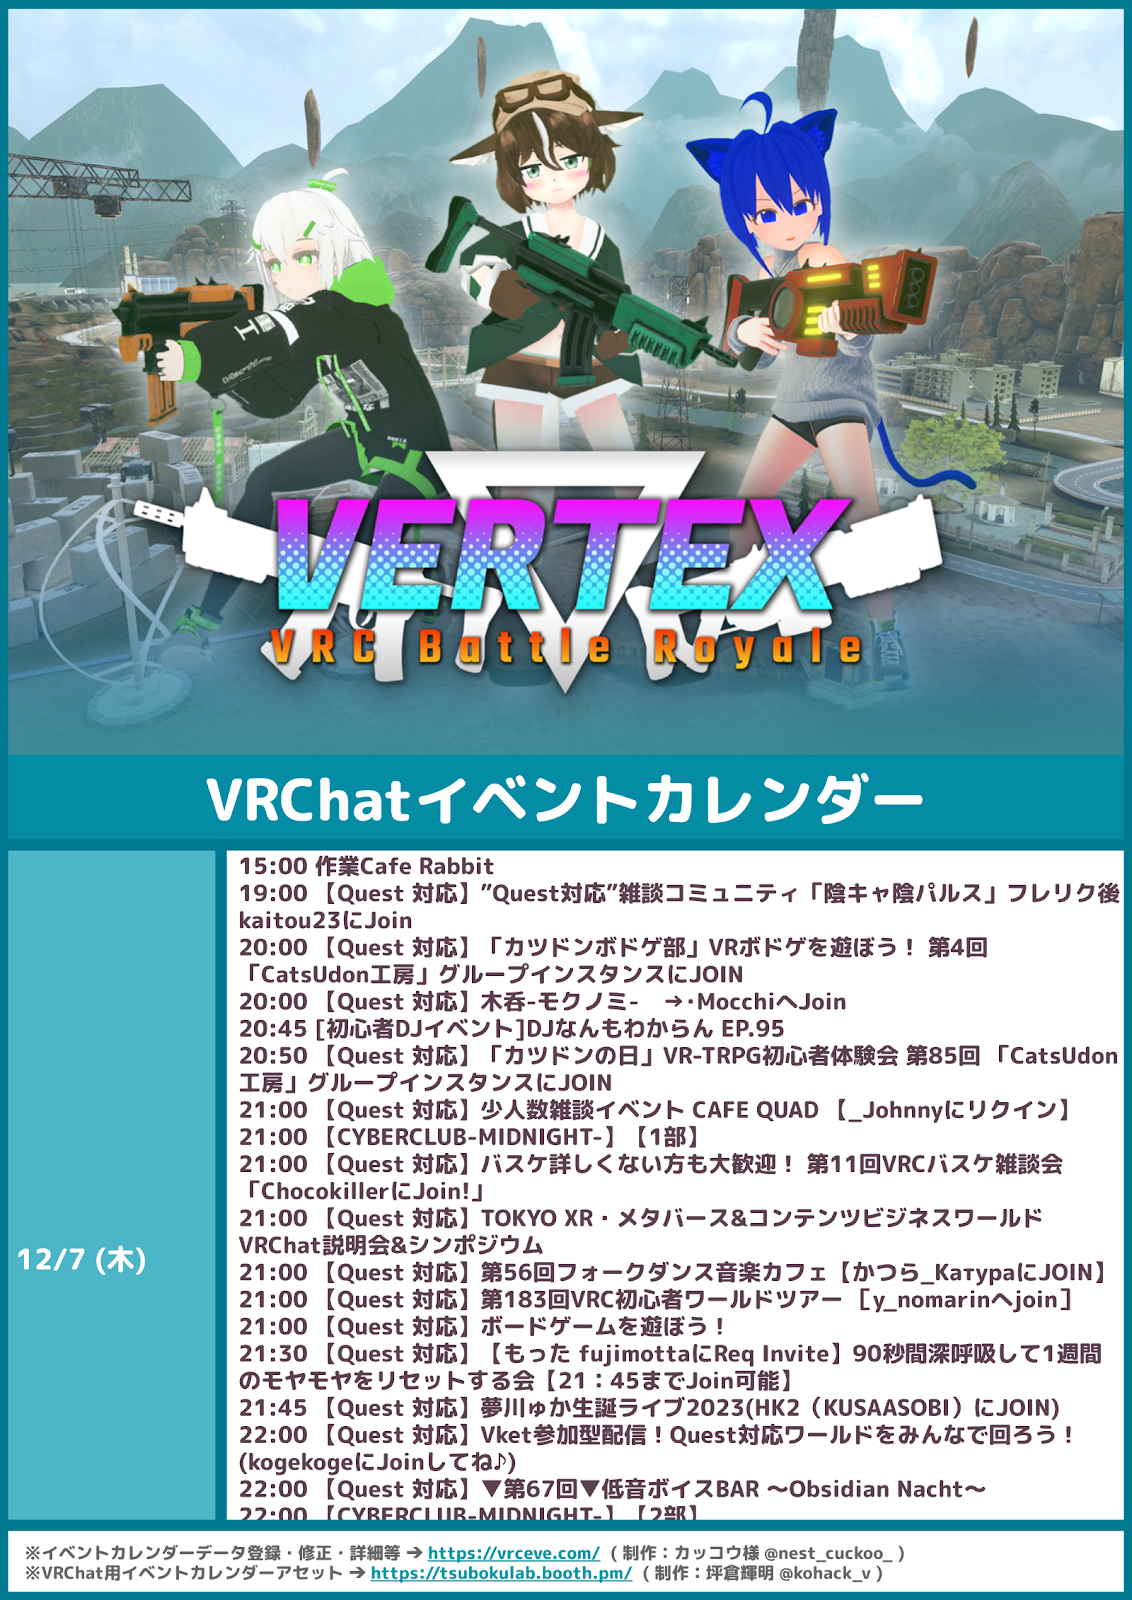 VERTEX
VRC Battle Royale
VRChatイベントカレンダー
12/7 (木)
15:00 作業Cafe Rabbit
19:00 【Quest 対応】”Quest対応”雑談コミュニティ「陰キャ陰パルス」フレリク後
kaitou23にJoin
20:00 【Quest 対応】「カツドンボドゲ部」VRボドゲを遊ぼう！ 第4回
「CatsUdon工房」グループインスタンスにJOIN
20:00 【Quest 対応】木呑-モクノミ-　→･MocchiへJoin
20:45 [初心者DJイベント]DJなんもわからん EP.95
20:50 【Quest 対応】「カツドンの日」VR-TRPG初心者体験会 第85回 「CatsUdon
工房」グループインスタンスにJOIN
21:00 【Quest 対応】少人数雑談イベント CAFE QUAD 【_Johnnyにリクイン】
21:00 【CYBERCLUB-MIDNIGHT-】【1部】
21:00 【Quest 対応】バスケ詳しくない方も大歓迎！ 第11回VRCバスケ雑談会
「ChocokillerにJoin!」
21:00 【Quest 対応】TOKYO XR・メタバース&コンテンツビジネスワールド
VRChat説明会&シンポジウム
21:00 【Quest 対応】第56回フォークダンス音楽カフェ【かつら_KатураにJOIN】
21:00 【Quest 対応】第183回VRC初心者ワールドツアー ［y_nomarinへjoin］
21:00 【Quest 対応】ボードゲームを遊ぼう！
21:30 【Quest 対応】【もった fujimottaにReq Invite】90秒間深呼吸して1週間
のモヤモヤをリセットする会【21：45までJoin可能】
21:45 【Quest 対応】夢川ゅか生誕ライブ2023(HK2（KUSAASOBI）にJOIN)
22:00 【Quest 対応】Vket参加型配信！Quest対応ワールドをみんなで回ろう！
(kogekogeにJoinしてね♪)
22:00 【Quest 対応】▼第67回▼低音ボイスBAR ～Obsidian Nacht～
22:00 【CYBERCLUB-MIDNIGHT-】【2部】
※イベントカレンダーデータ登録・修正・詳細等 → https://vrceve.com/ （制作：カッコウ様 @nest_cuckoo_ ）
※VRChat用イベントカレンダーアセット → https://tsubokulab.booth.pm/ （制作：坪倉輝明 @kohack_v ）